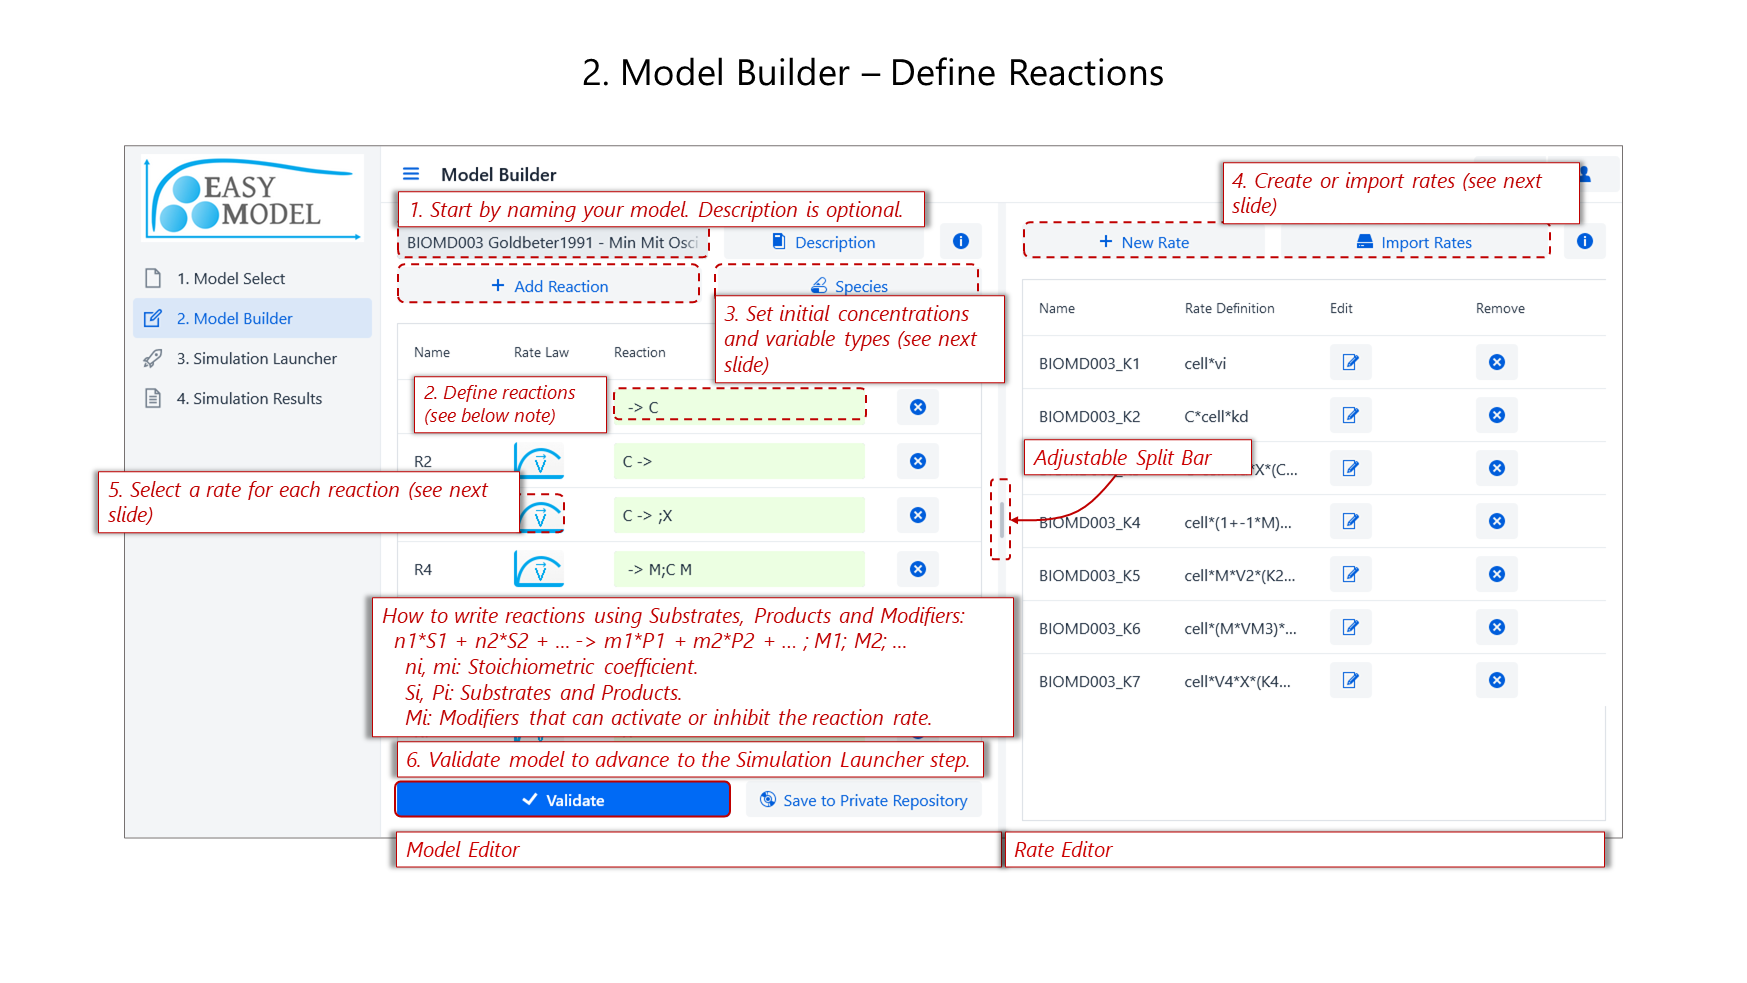 2. Model Builder – Define Reactions
EASY
MODEL
1. Model Select
2. Model Builder
3. Simulation Launcher
4. Simulation Results
Model Builder
1. Start by naming your model. Description is optional.
BIOMD003 Goldbeter1991 - Min Mit Osci
Description
Add Reaction
Species
3. Set initial concentrations
and variable types (see next
slide)
Name Rate Law Reaction
2. Define reactions
(see below note)
-> C
R2 V C ->
5. Select a rate for each reaction (see next
slide)
V C -> ;X
R4 V -> M;C M
How to write reactions using Substrates, Products and Modifiers:
n1*S1 + n2*S2 + ... -> m1*P1 + m2*P2 + ... ; M1; M2; ...
ni, mi: Stoichiometric coefficient.
Si, Pi: Substrates and Products.
Mi: Modifiers that can activate or inhibit the reaction rate.
6. Validate model to advance to the Simulation Launcher step.
Validate
Save to Private Repository
Model Editor
4. Create or import rates (see next
slide)
New Rate
Import Rates
Name Rate Definition Edit Remove
BIOMD003_K1 cell*vi
BIOMD003_K2 C*cell*kd
Adjustable Split Bar
X*(C...
BIOMD003_K4 cell*(1+-1*M)...
BIOMD003_K5 cell*M*V2*(K2...
BIOMD003_K6 cell*(M*VM3)*...
BIOMD003_K7 cell*V4*X*(K4...
Rate Editor